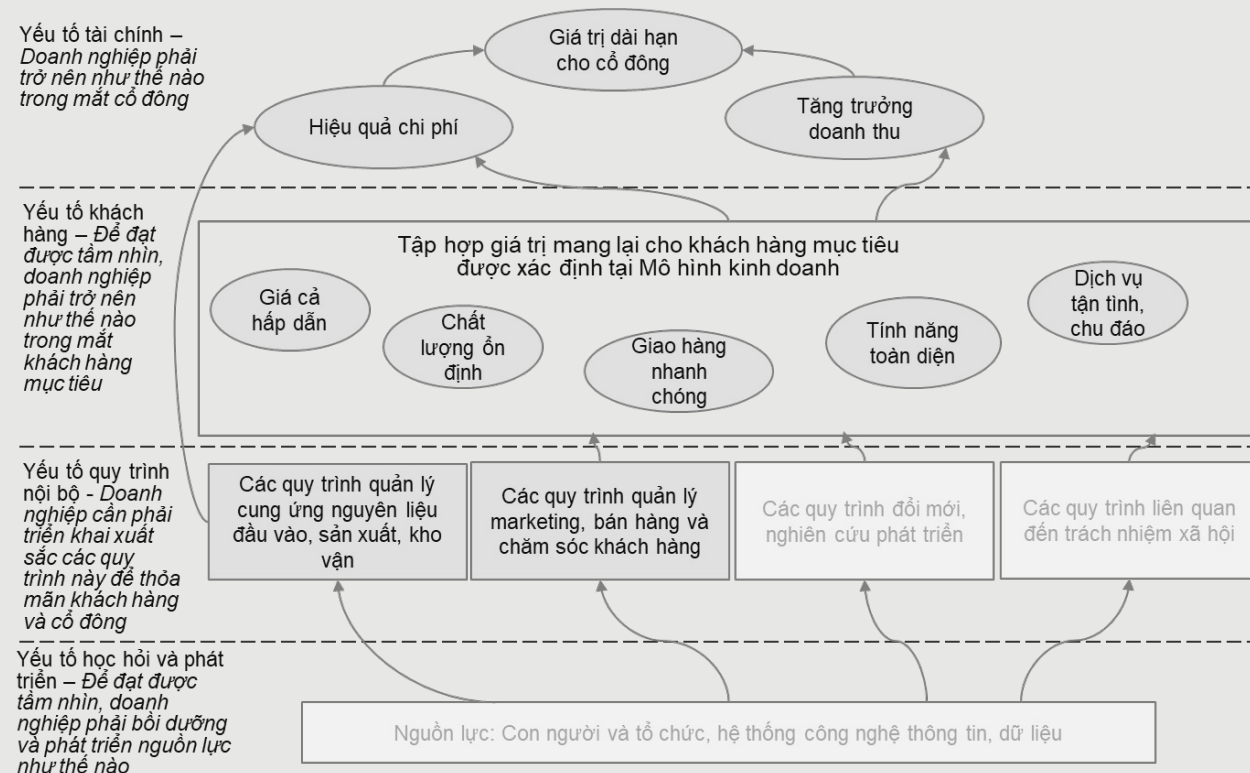 Yếu tố tài chính –
Doanh nghiệp phải
trở nên như thế nào
trong mắt cổ đông
Giá trị dài hạn
cho cổ đông
Hiệu quả chi phí
Tăng trưởng
doanh thu
Yếu tố khách
hàng – Để đạt
được tầm nhìn,
doanh nghiệp
phải trở nên
như thế nào
trong mắt
khách hàng
mục tiêu
Tập hợp giá trị mang lại cho khách hàng mục tiêu
được xác định tại Mô hình kinh doanh
Giá cả
hấp dẫn
Chất
lượng ổn
định
Giao hàng
nhanh
chóng
Tính năng
toàn diện
Dịch vụ
tận tình,
chu đáo
Yếu tố quy trình
nội bộ - Doanh
nghiệp cần phải
triển khai xuất
sắc các quy
trình này để thỏa
mãn khách hàng
và cổ đông
Các quy trình quản lý
cung ứng nguyên liệu
đầu vào, sản xuất, kho
vận
Các quy trình quản lý
marketing, bán hàng và
chăm sóc khách hàng
Các quy trình đổi mới,
nghiên cứu phát triển
Các quy trình liên quan
đến trách nhiệm xã hội
Yếu tố học hỏi và phát
triển – Để đạt được
tầm nhìn, doanh
nghiệp phải bồi dưỡng
và phát triển nguồn lực
như thế nào
Nguồn lực: Con người và tổ chức, hệ thống công nghệ thông tin, dữ liệu